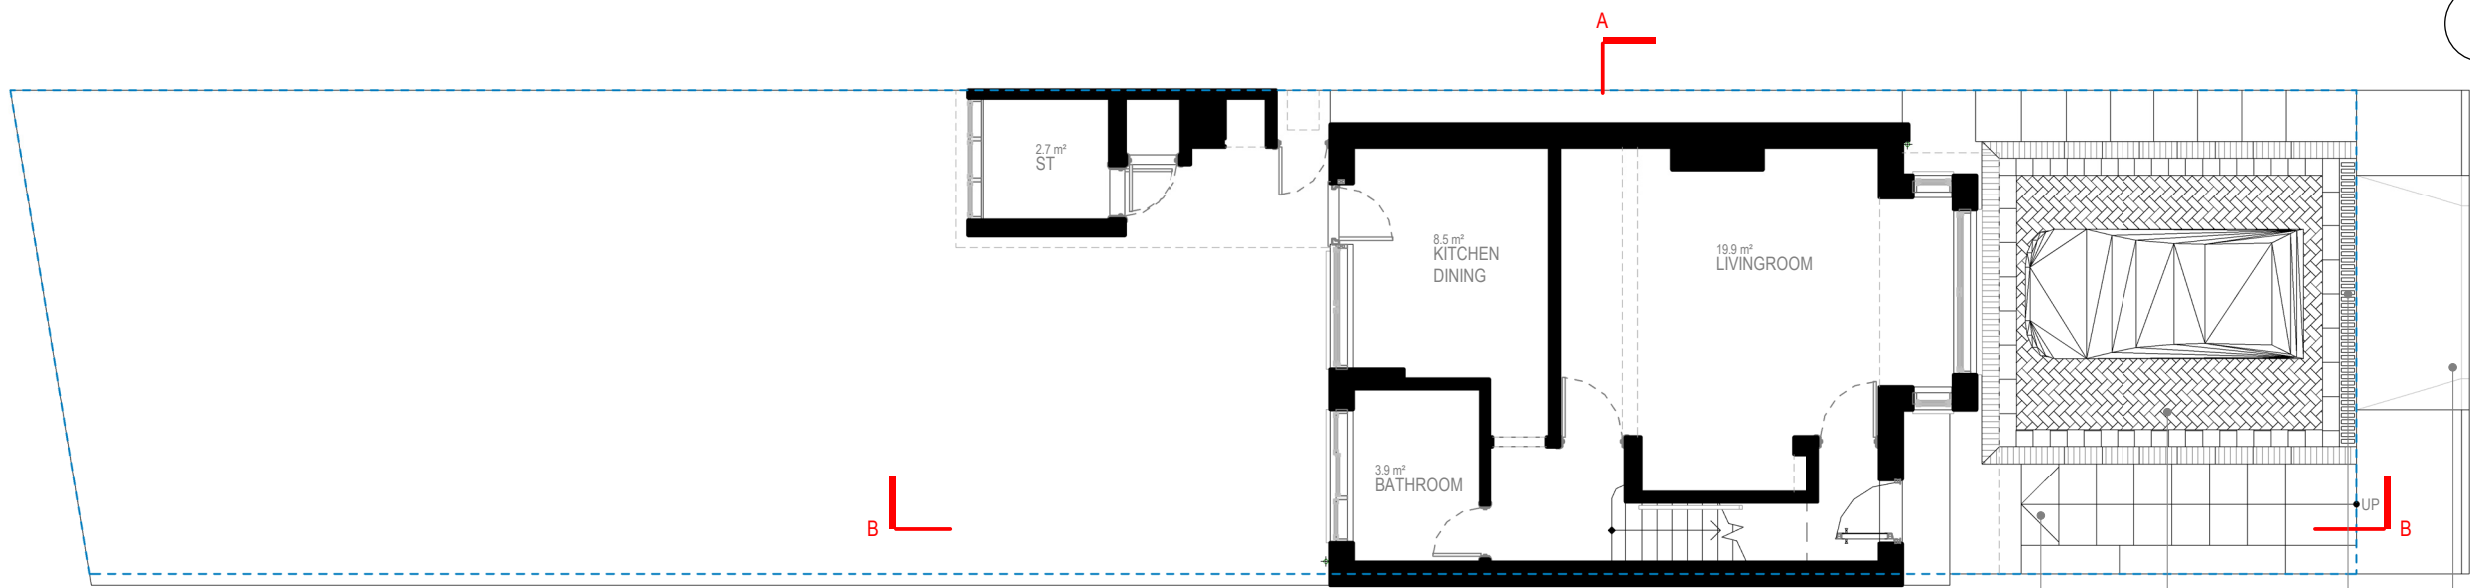 A
2.7 m²
ST
8.5 m²
KITCHEN
DINING
19.9 m²
LIVINGROOM
3.9 m²
BATHROOM
B
UP
B